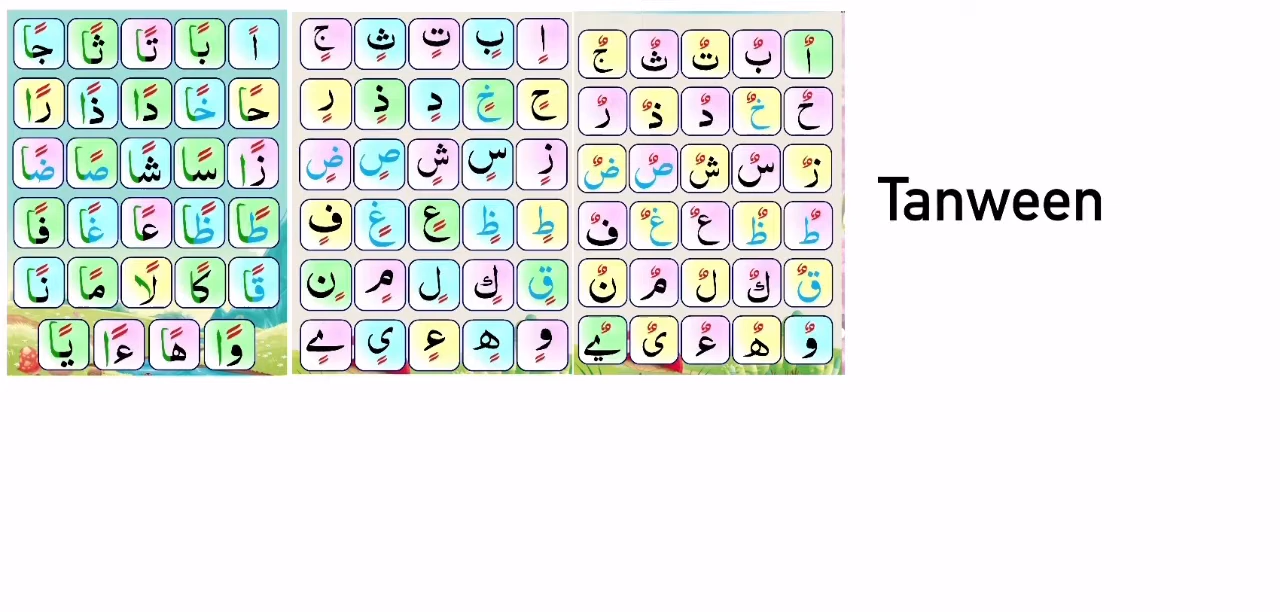 اً بًا تًا ثًا جًا
حًا خًا دًا ذًا رًا
زًا سًا شًا صًا ضًا
طًا ظًا عًا غًا فًا
قًا كًا لًا مًا نًا
وًا هًا ءًا يًا
اٍ بٍ تٍ ثٍ جٍ
حٍ خٍ دٍ ذٍ رٍ
زٍ سٍ شٍ صٍ ضٍ
طٍ ظٍ عٍ غٍ فٍ
قٍ كٍ لٍ مٍ نٍ
وٍ هٍ ءٍ یٍ ےٍ
اٌ بٌ تٌ ثٌ جٌ
حٌ خٌ دٌ ذٌ رٌ
زٌ سٌ شٌ صٌ ضٌ
طٌ ظٌ عٌ غٌ فٌ
قٌ كٌ لٌ مٌ نٌ
وٌ هٌ ءٌ یٌ ےٌ
Tanween